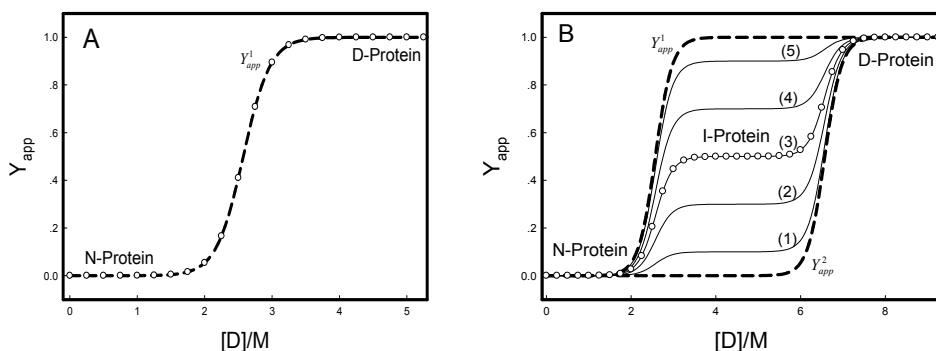 A
1.0
.8
.6
.4
.2
0.0
Y_app
Y^1_app
D-Protein
N-Protein
0 1 2 3 4 5
[D]/M
B
1.0
.8
.6
.4
.2
0.0
Y_app
Y^1_app
(5)
D-Protein
(4)
I-Protein
(3)
(2)
N-Protein
(1)
Y^2_app
0 2 4 6 8
[D]/M